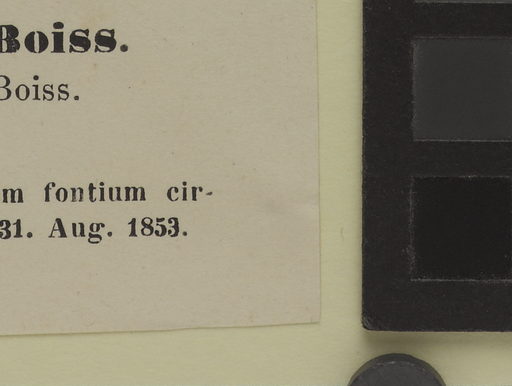 Boiss.
Boiss.
m fontium cir-
31. Aug. 1853.